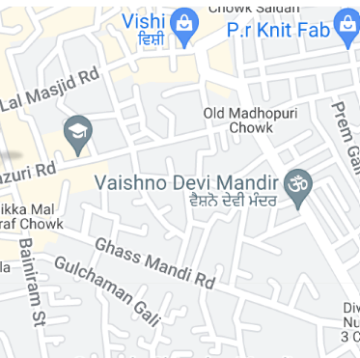 Chowk Saidan
Vishi
ਵਿਸ਼ੀ
P.r Knit Fab
Lal Masjid Rd
Old Madhopuri
Chowk
Prem Gali
azuri Rd
Vaishno Devi Mandir
ਵੈਸ਼ਨੋ ਦੇਵੀ ਮੰਦਰ
ikka Mal
raf Chowk
Ghass Mandi Rd
la
Bainiram St
Gulchaman Gali
Div
Nu
3 C